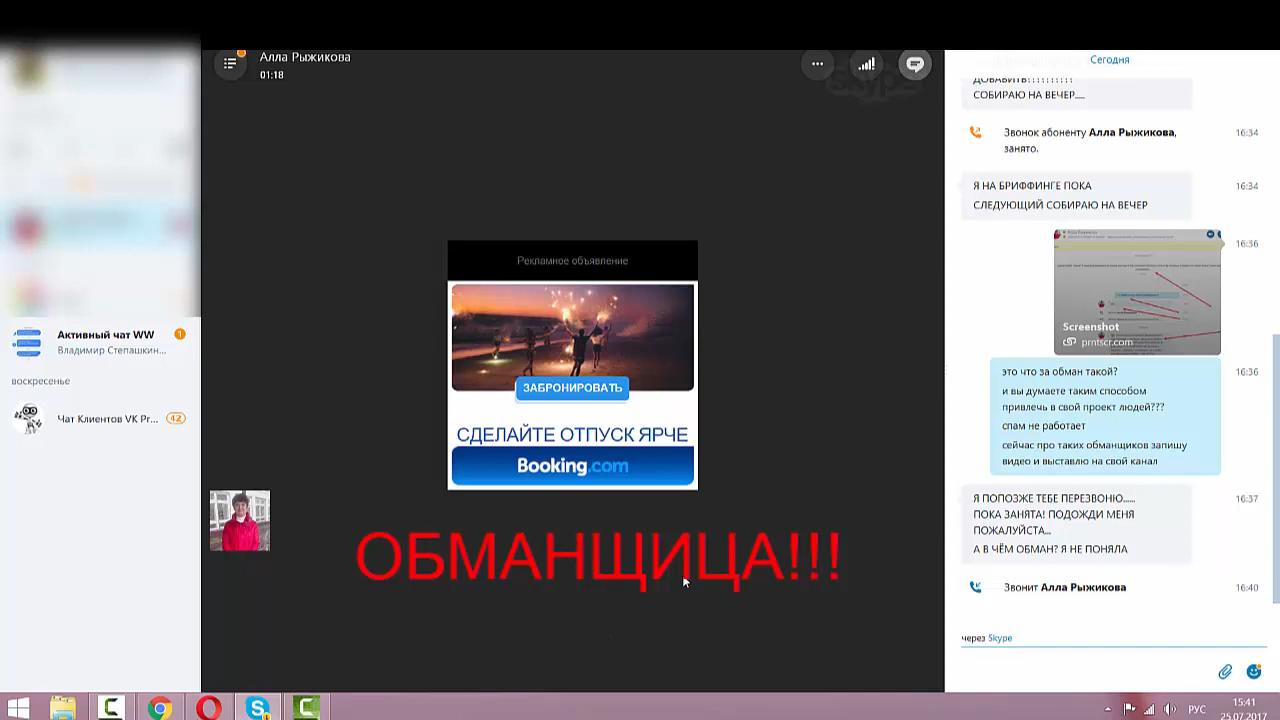 Алла Рыжикова
01:18
Активный чат WW
1
Владимир Степашкин...
воскресенье
Чат Клиентов VK Pr...
42
Рекламное объявление
ЗАБРОНИРОВАТЬ
СДЕЛАЙТЕ ОТПУСК ЯРЧЕ
Booking.com
ОБМАНЩИЦА!!!
Сегодня
СОБИРАЮ НА ВЕЧЕР....
Звонок абоненту Алла Рыжикова,
занято.
16:34
Я НА БРИФФИНГЕ ПОКА
16:34
СЛЕДУЮЩИЙ СОБИРАЮ НА ВЕЧЕР
16:36
Screenshot
prntscr.com
это что за обман такой?
16:36
и вы думаете таким способом
привлечь в свой проект людей???
спам не работает
сейчас про таких обманщиков запишу
видео и выставлю на свой канал
Я ПОПОЗЖЕ ТЕБЕ ПЕРЕЗВОНЮ......
16:37
ПОКА ЗАНЯТА! ПОДОЖДИ МЕНЯ
ПОЖАЛУЙСТА...
А В ЧЁМ ОБМАН? Я НЕ ПОНЯЛА
Звонит Алла Рыжикова
16:40
через Skype
РУС
15:41
25.07.2017